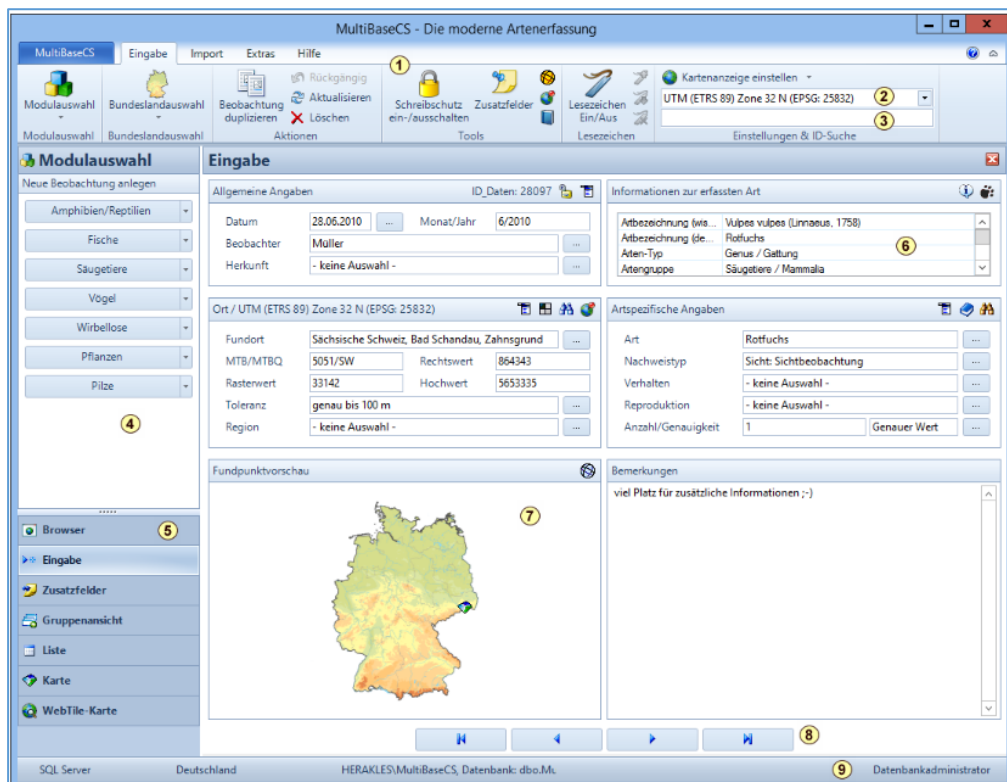 MultiBaseCS - Die moderne Artenerfassung
MultiBaseCS Eingabe Import Extras Hilfe
1
Modulauswahl
Bundeslandauswahl
Beobachtung duplizieren
Rückgängig
Aktualisieren
Löschen
Schreibschutz ein-/ausschalten
Zusatzfelder
Lesezeichen Ein/Aus
Kartenanzeige einstellen
UTM (ETRS 89) Zone 32 N (EPSG: 25832) 2
3
Modulauswahl Bundeslandauswahl Aktionen Tools Lesezeichen Einstellungen & ID-Suche
Modulauswahl
Neue Beobachtung anlegen
Amphibien/Reptilien
Fische
Säugetiere
Vögel
Wirbellose
Pflanzen
Pilze
4
Browser 5
Eingabe
Zusatzfelder
Gruppenansicht
Liste
Karte
WebTile-Karte
Eingabe
Allgemeine Angaben ID_Daten: 28097
Datum 28.06.2010 ... Monat/Jahr 6/2010
Beobachter Müller ...
Herkunft - keine Auswahl - ...
Informationen zur erfassten Art
Artbezeichnung (wis... Vulpes vulpes (Linnaeus, 1758)
Artbezeichnung (de... Rotfuchs
Arten-Typ Genus / Gattung
Artengruppe Säugetiere / Mammalia
6
Ort / UTM (ETRS 89) Zone 32 N (EPSG: 25832)
Fundort Sächsische Schweiz, Bad Schandau, Zahnsgrund ...
MTB/MTBQ 5051/SW Rechtswert 864343
Rasterwert 33142 Hochwert 5653335
Toleranz genau bis 100 m ...
Region - keine Auswahl - ...
Artspezifische Angaben
Art Rotfuchs ...
Nachweistyp Sicht: Sichtbeobachtung ...
Verhalten - keine Auswahl - ...
Reproduktion - keine Auswahl - ...
Anzahl/Genauigkeit 1 Genauer Wert ...
Fundpunktvorschau
7
Bemerkungen
viel Platz für zusätzliche Informationen ;-)
8
SQL Server Deutschland HERAKLES\MultiBaseCS, Datenbank: dbo.Mu 9 Datenbankadministrator